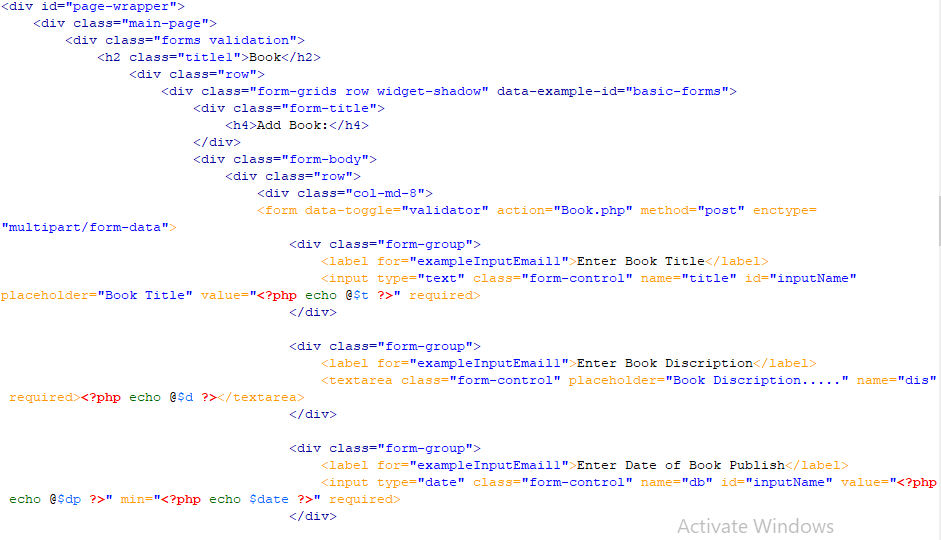 <div id="page-wrapper">
<div class="main-page">
<div class="forms validation">
<h2 class="title1">Book</h2>
<div class="row">
<div class="form-grids row widget-shadow" data-example-id="basic-forms">
<div class="form-title">
<h4>Add Book:</h4>
</div>
<div class="form-body">
<div class="row">
<div class="col-md-8">
<form data-toggle="validator" action="Book.php" method="post" enctype=
"multipart/form-data">
<div class="form-group">
<label for="exampleInputEmail1">Enter Book Title</label>
<input type="text" class="form-control" name="title" id="inputName"
placeholder="Book Title" value="<?php echo @$t ?>" required>
</div>
<div class="form-group">
<label for="exampleInputEmail1">Enter Book Discription</label>
<textarea class="form-control" placeholder="Book Discription....." name="dis"
required><?php echo @$d ?></textarea>
</div>
<div class="form-group">
<label for="exampleInputEmail1">Enter Date of Book Publish</label>
<input type="date" class="form-control" name="db" id="inputName" value="<?php
echo @$dp ?>" min="<?php echo $date ?>" required>
</div>
Activate Windows